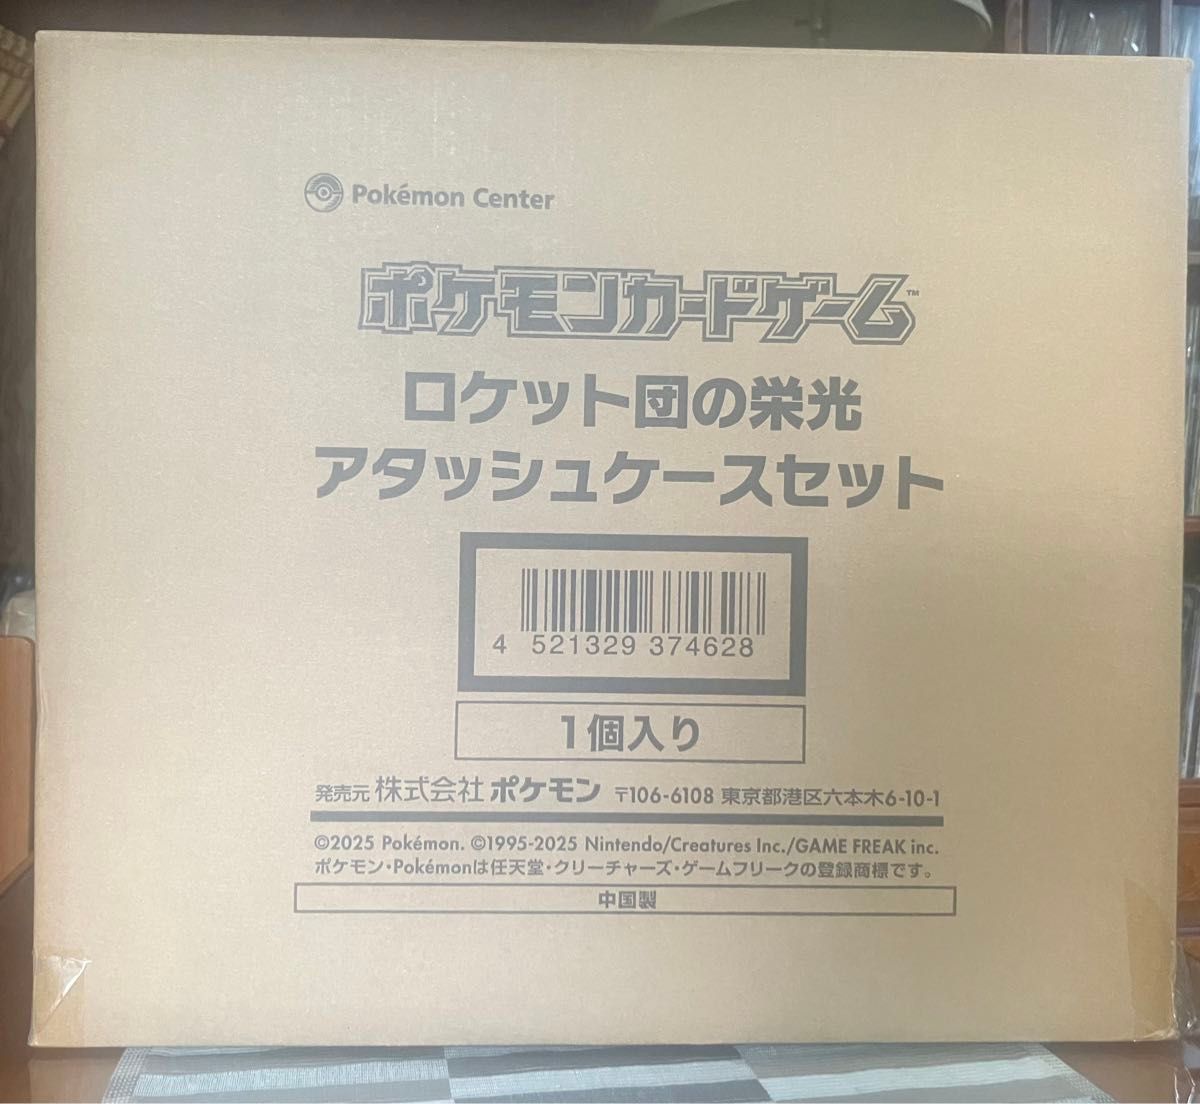 Pokémon Center
ポケモンカードゲーム™
ロケット団の栄光
アタッシュケースセット
4 521329 374628
1個入り
発売元 株式会社 ポケモン 〒106-6108 東京都港区六本木6-10-1
©2025 Pokémon. ©1995-2025 Nintendo/Creatures Inc./GAME FREAK inc.
ポケモン・Pokémonは任天堂・クリーチャーズ・ゲームフリークの登録商標です。
中国製